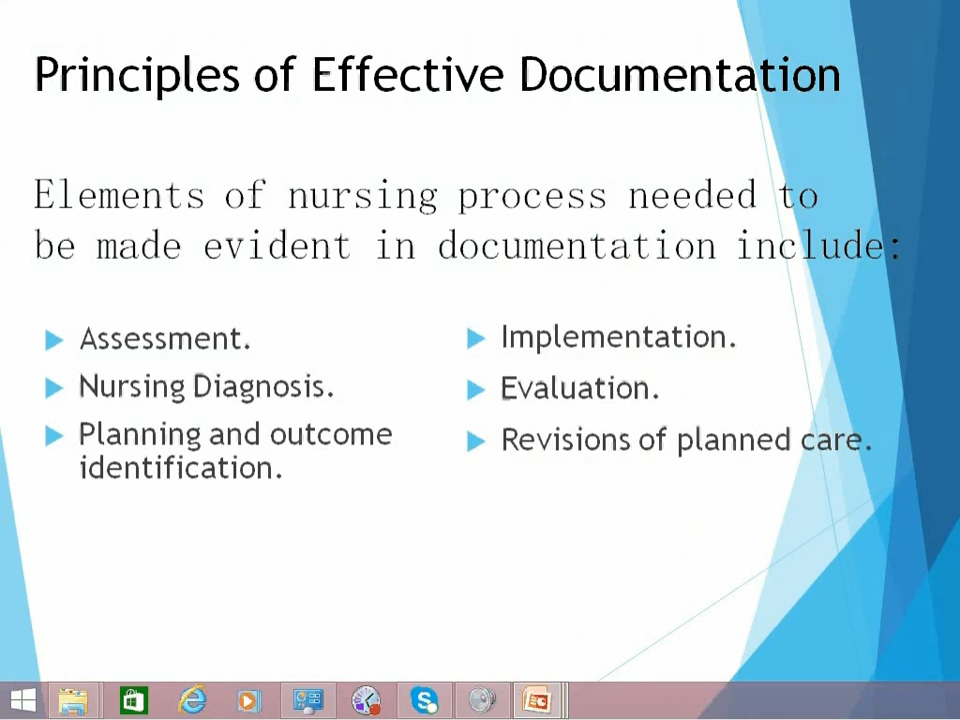 Principles of Effective Documentation
Elements of nursing process needed to
be made evident in documentation include:
Assessment.
Nursing Diagnosis.
Planning and outcome
identification.
Implementation.
Evaluation.
Revisions of planned care.